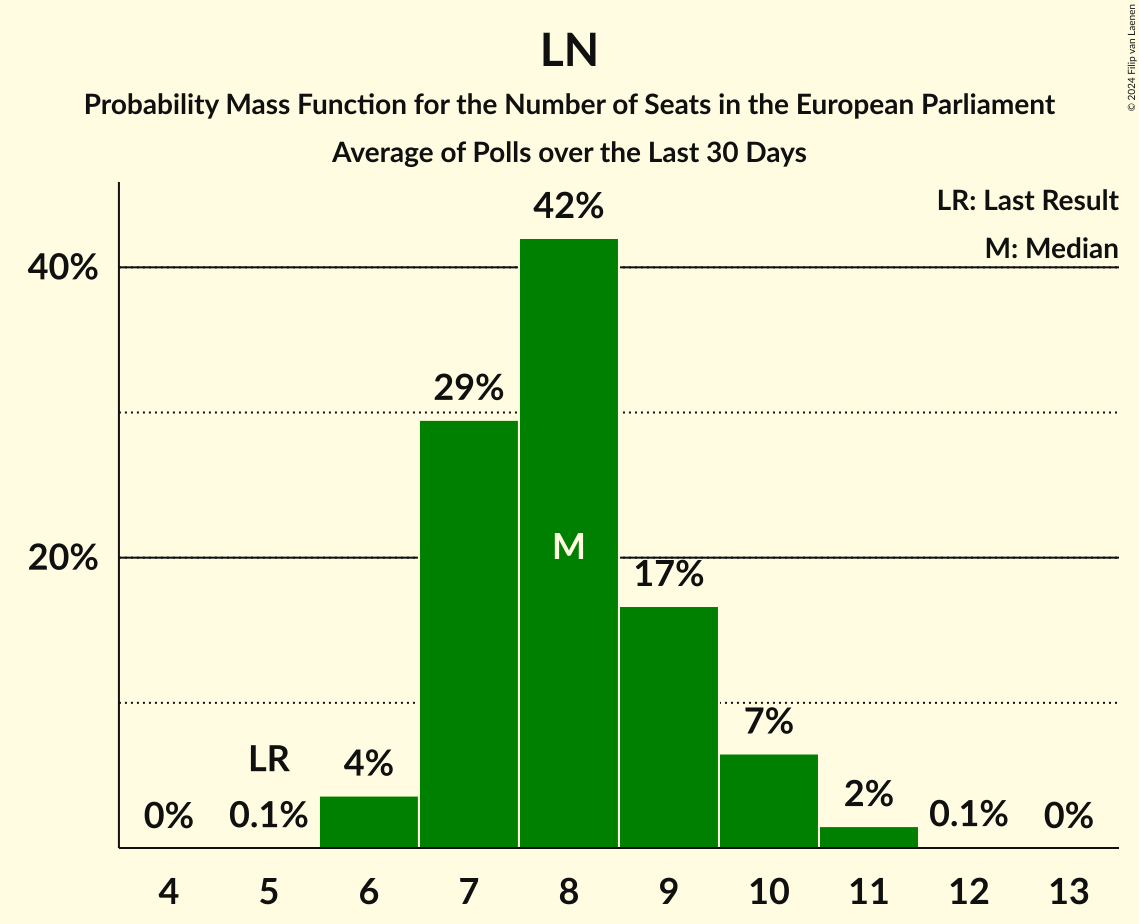 © 2024 Filip van Laenen
LN
Probability Mass Function for the Number of Seats in the European Parliament
Average of Polls over the Last 30 Days
LR: Last Result
M: Median
42%
40%
29%
M
20%
17%
7%
LR
4%
2%
0%
0.1%
0.1%
0%
4 5 6 7 8 9 10 11 12 13